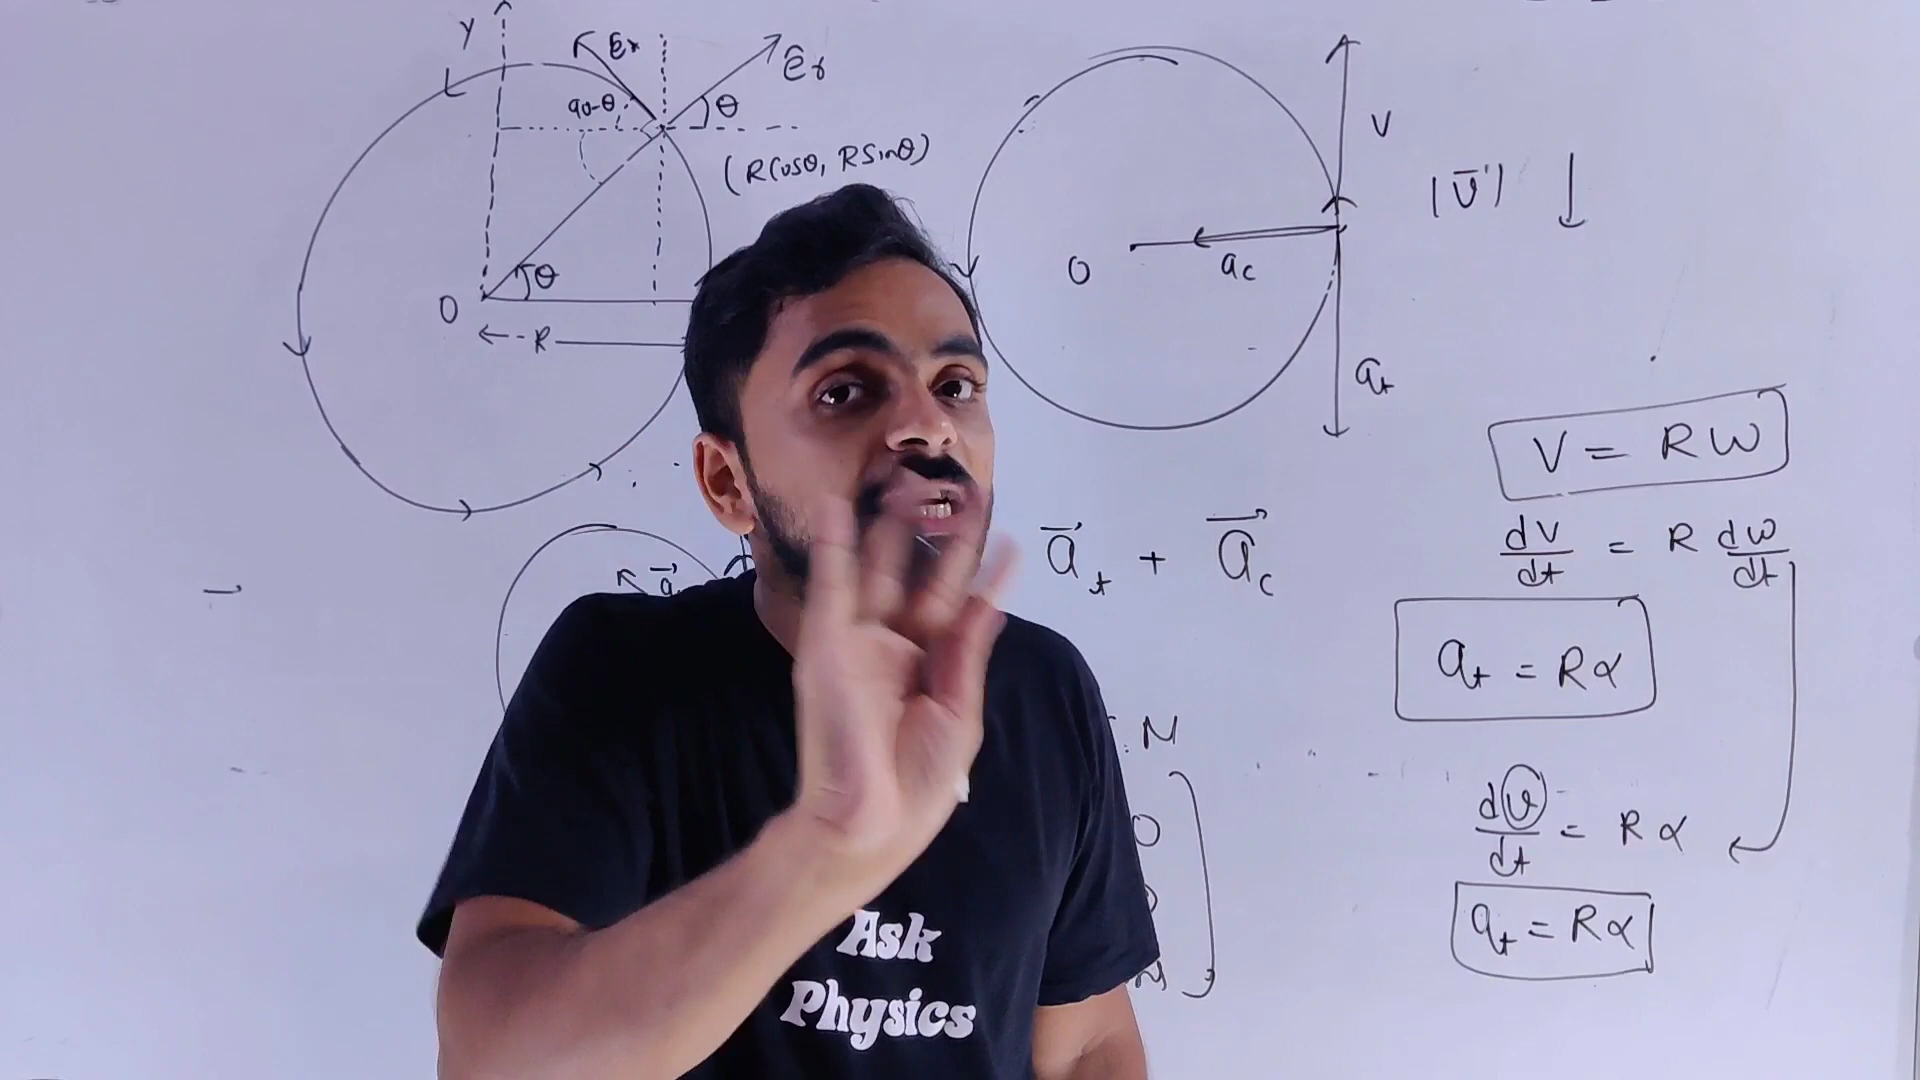 Y
êt
êr
90-θ
θ
(Rcosθ, Rsinθ)
θ
O
R
V
|v̄| ↓
O
ac
at
V = Rω
dv/dt = R dω/dt
a⃗t + a⃗c
at = Rα
N
O
dv/dt = Rα
at = Rα
Ask
Physics